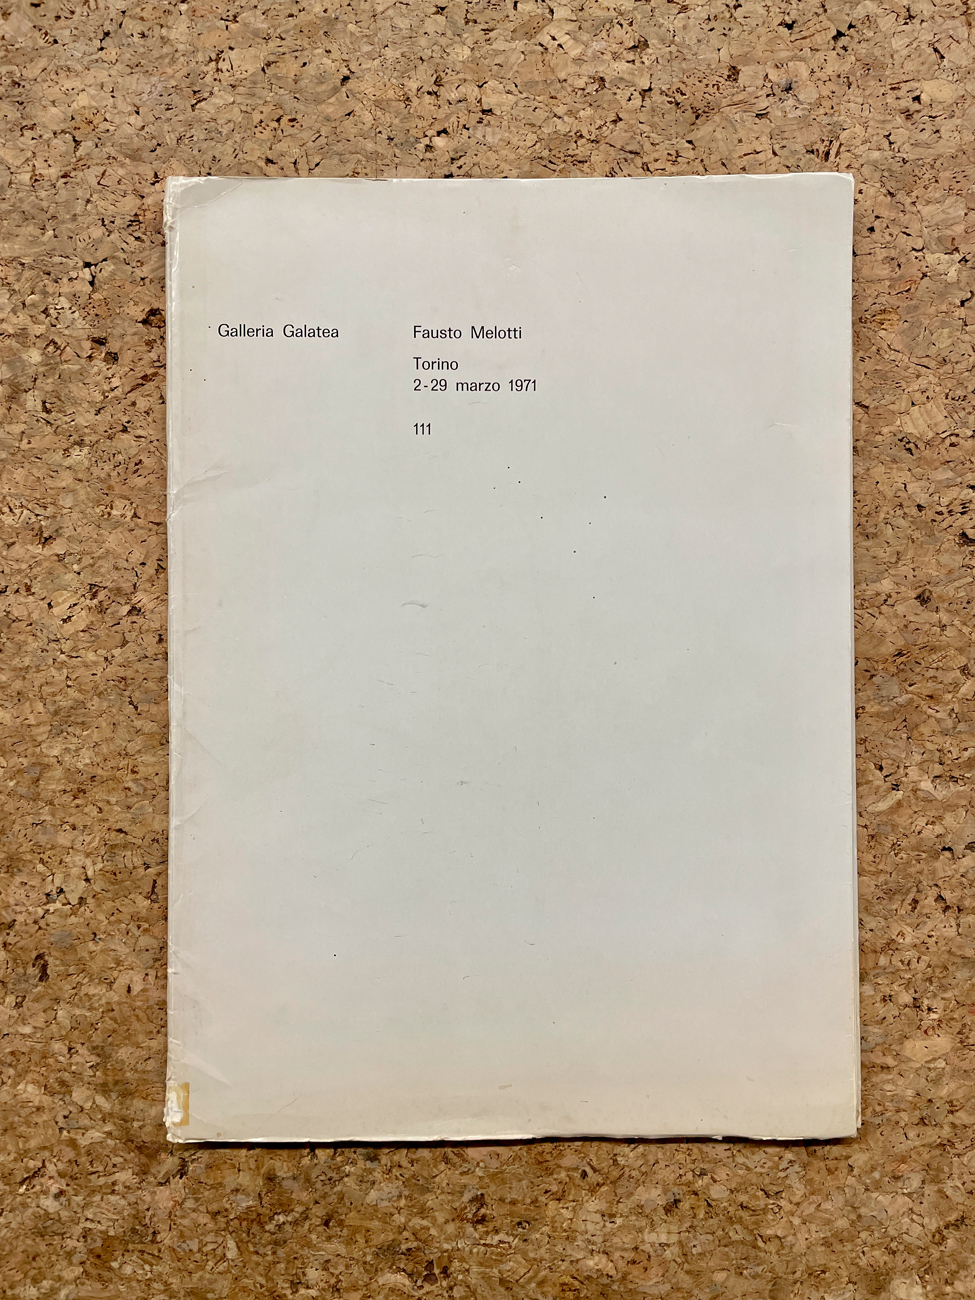 Galleria Galatea
Fausto Melotti
Torino
2-29 marzo 1971
111